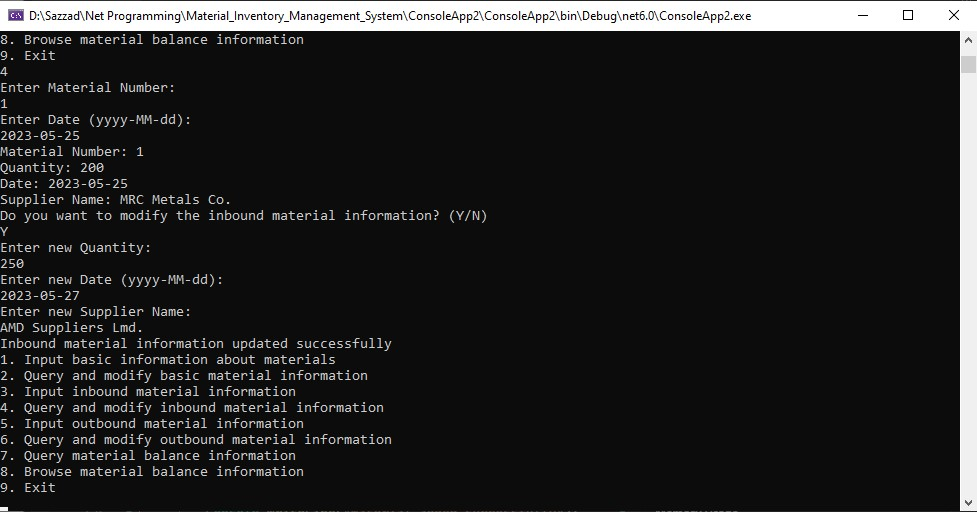 D:\Sazzad\Net Programming\Material_Inventory_Management_System\ConsoleApp2\ConsoleApp2\bin\Debug\net6.0\ConsoleApp2.exe
8. Browse material balance information
9. Exit
4
Enter Material Number:
1
Enter Date (yyyy-MM-dd):
2023-05-25
Material Number: 1
Quantity: 200
Date: 2023-05-25
Supplier Name: MRC Metals Co.
Do you want to modify the inbound material information? (Y/N)
Y
Enter new Quantity:
250
Enter new Date (yyyy-MM-dd):
2023-05-27
Enter new Supplier Name:
AMD Suppliers Lmd.
Inbound material information updated successfully
1. Input basic information about materials
2. Query and modify basic material information
3. Input inbound material information
4. Query and modify inbound material information
5. Input outbound material information
6. Query and modify outbound material information
7. Query material balance information
8. Browse material balance information
9. Exit